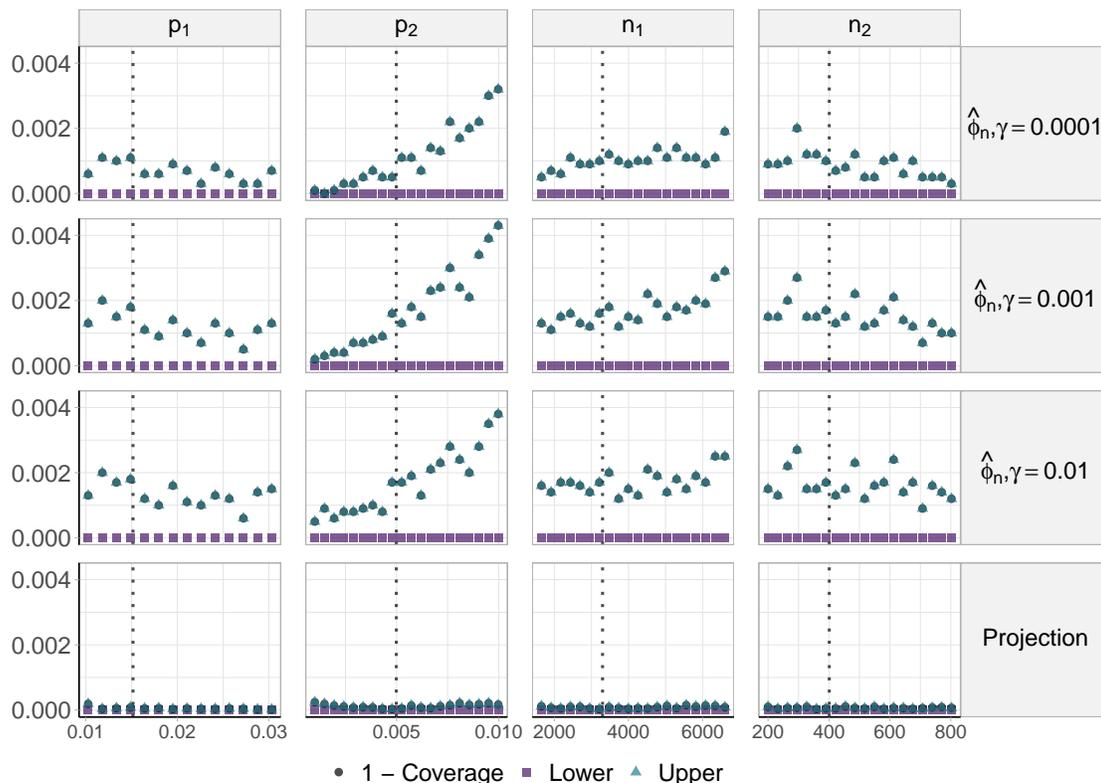 p₁ p₂ n₁ n₂
0.004
0.002
0.000
ϕ̂ₙ,γ = 0.0001
0.004
0.002
0.000
ϕ̂ₙ,γ = 0.001
0.004
0.002
0.000
ϕ̂ₙ,γ = 0.01
0.004
0.002
0.000
Projection
0.01 0.02 0.03 0.005 0.010 2000 4000 6000 200 400 600 800
1 − Coverage Lower Upper